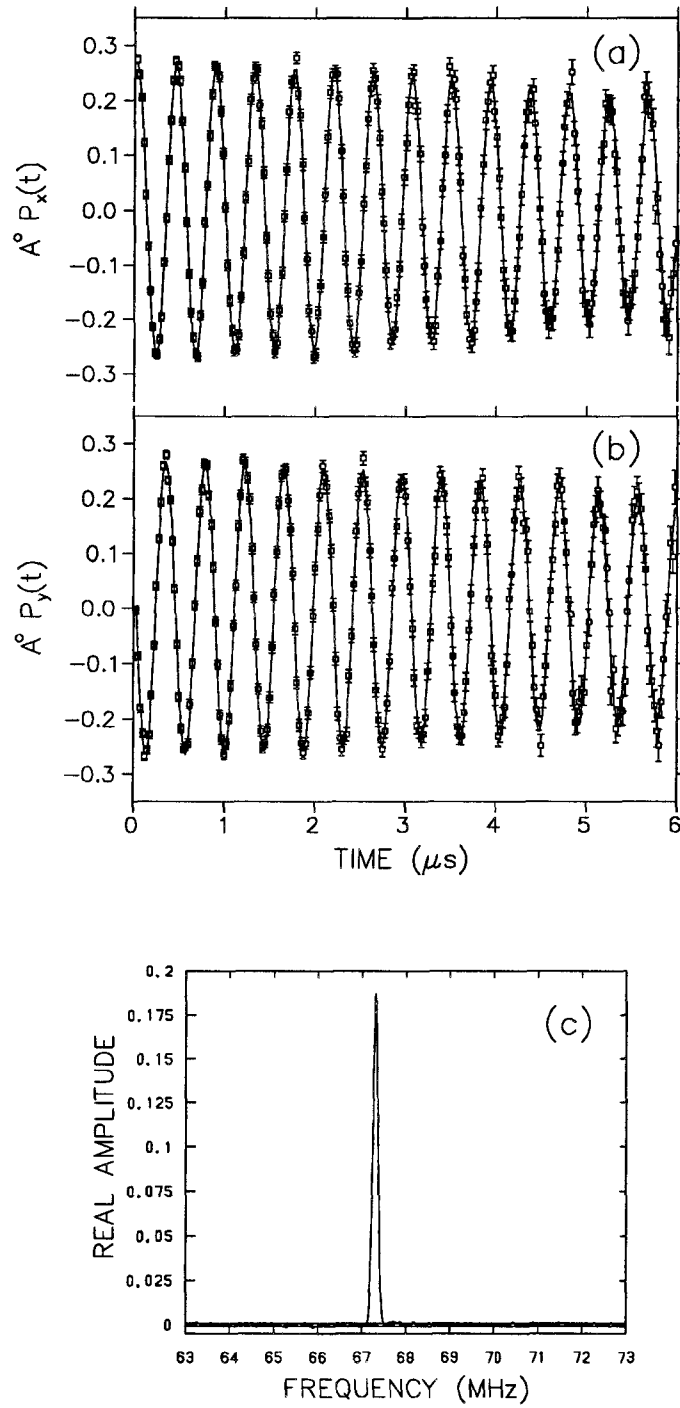 (a)
0.3
0.2
0.1
0.0
−0.1
−0.2
−0.3
A° Pₓ(t)
(b)
0.3
0.2
0.1
0.0
−0.1
−0.2
−0.3
A° Pᵧ(t)
0 1 2 3 4 5 6
TIME (μs)
(c)
0.2
0.175
0.15
0.125
0.1
0.075
0.05
0.025
0
REAL AMPLITUDE
63 64 65 66 67 68 69 70 71 72 73
FREQUENCY (MHz)